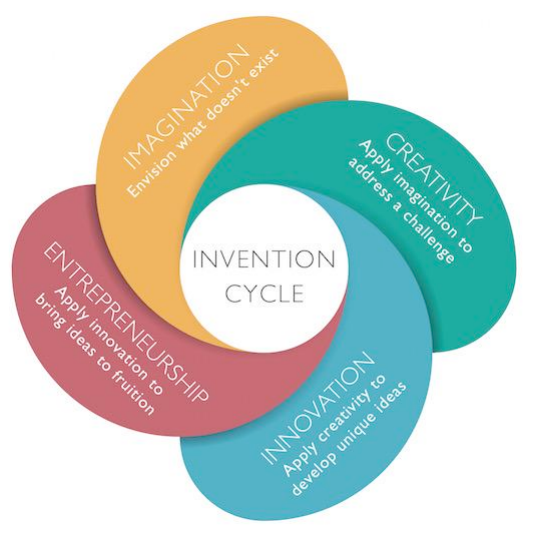 IMAGINATION
Envision what doesn't exist
CREATIVITY
Apply imagination to
address a challenge
INVENTION
CYCLE
ENTREPRENEURSHIP
Apply innovation to
bring ideas to fruition
INNOVATION
Apply creativity to
develop unique ideas